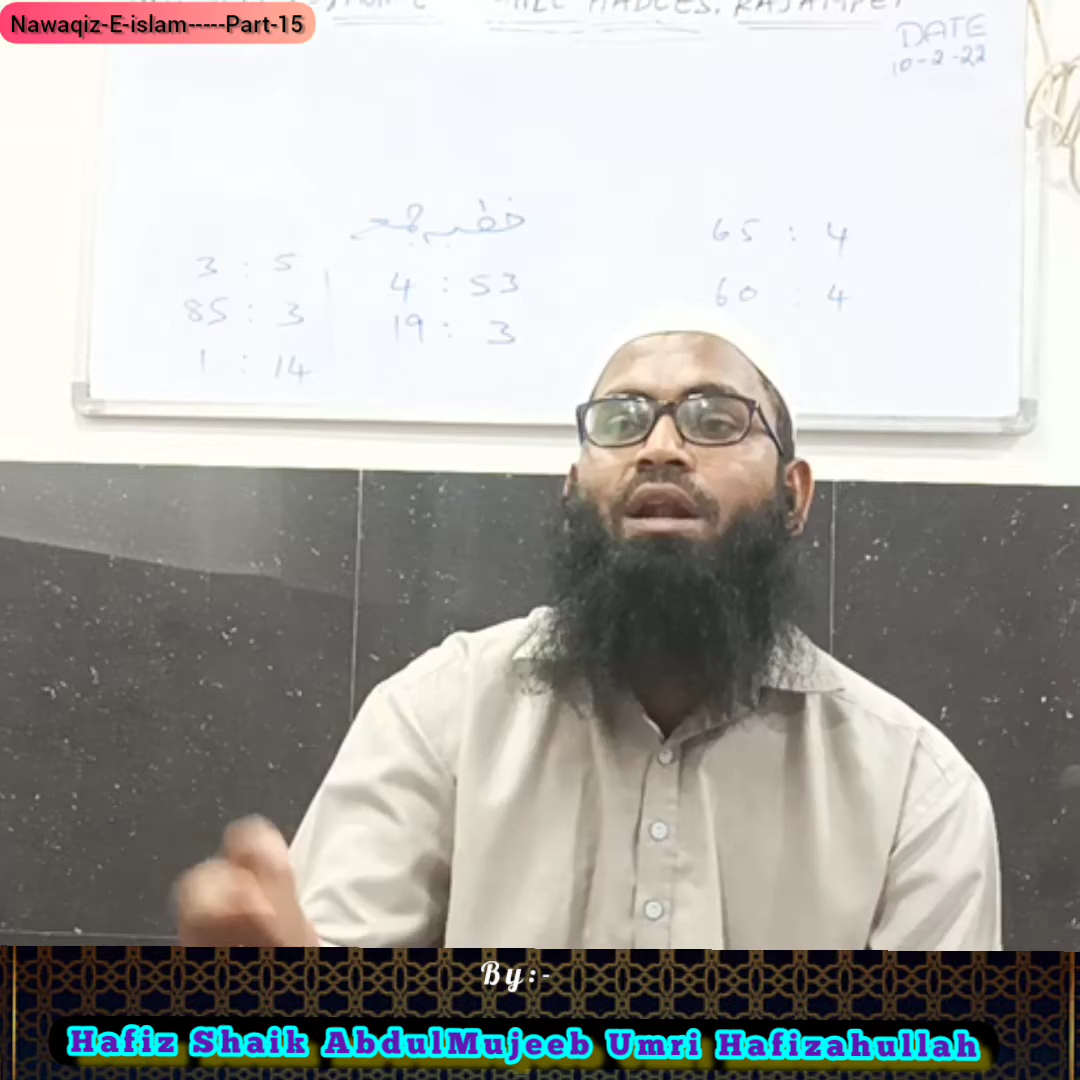 Nawaqiz-E-islam-----Part-15
RAJAMPET
DATE
10-2-22
خطبہ جمعہ
3 : 5
85 : 3
1 : 14
4 : 53
19 : 3
65 : 4
60 : 4
By:-
Hafiz Shaik AbdulMujeeb Umri Hafizahullah